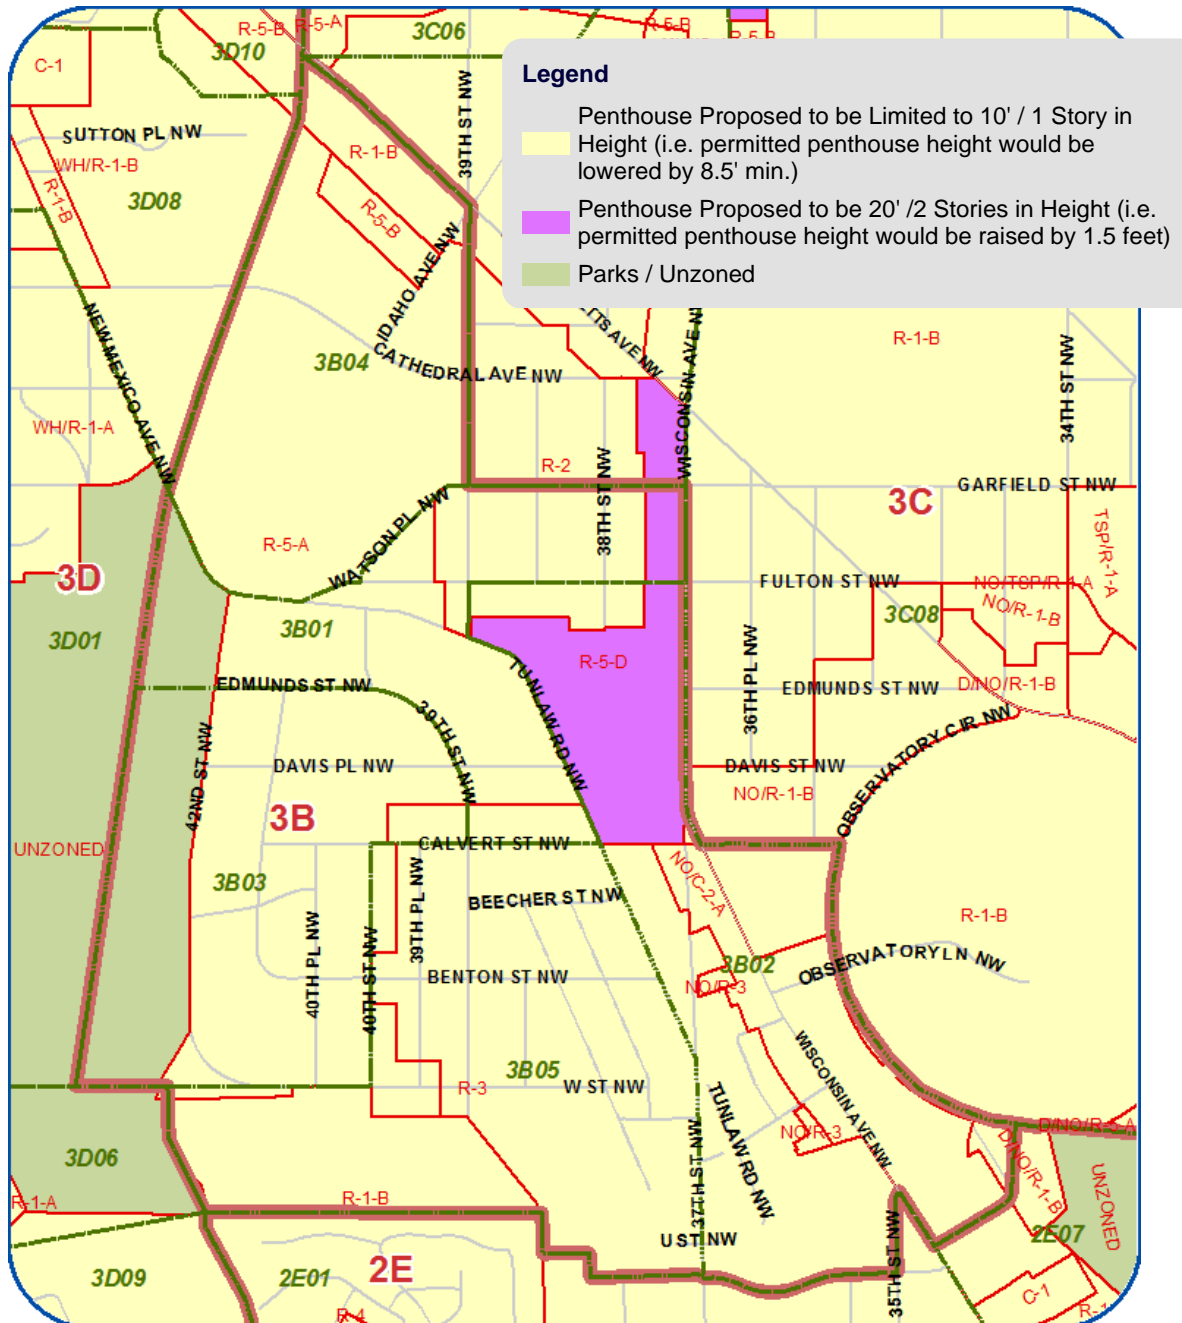 R-5-B
R-5-A
3C06
R-5-B
R-5-B
3D10
C-1
Legend
Penthouse Proposed to be Limited to 10' / 1 Story in
Height (i.e. permitted penthouse height would be
lowered by 8.5' min.)
Penthouse Proposed to be 20' /2 Stories in Height (i.e.
permitted penthouse height would be raised by 1.5 feet)
Parks / Unzoned
SUTTON PL NW
39TH ST NW
WH/R-1-B
R-1-B
R-1-B
3D08
R-5-B
IDAHO AVE NW
NEW MEXICO AVE NW
3B04
CATHEDRAL AVE NW
WISCONSIN AVE
R-1-B
34TH ST NW
WH/R-1-A
R-2
38TH ST NW
GARFIELD ST NW
3C
WATSON PL NW
R-5-A
TSP/R-1-A
3D
FULTON ST NW
NO/TSP/R-1-A
NO/R-1-B
3C08
3D01
3B01
R-5-D
TUNLAW RD NW
36TH PL NW
EDMUNDS ST NW
EDMUNDS ST NW
D/NO/R-1-B
39TH ST NW
OBSERVATORY CIR NW
42ND ST NW
DAVIS PL NW
DAVIS ST NW
NO/R-1-B
3B
CALVERT ST NW
UNZONED
3B03
39TH PL NW
NO/C-2-A
BEECHER ST NW
R-1-B
40TH PL NW
40TH ST NW
3B02
OBSERVATORY LN NW
BENTON ST NW
NO/R-3
WISCONSIN AVE NW
3B05
R-3
W ST NW
TUNLAW RD NW
NO/R-3
D/NO/R-5-A
D/NO/R-1-B
37TH ST NW
3D06
UNZONED
R-1-A
R-1-B
35TH ST NW
U ST NW
2E07
3D09
2E01
2E
C-1
R-4